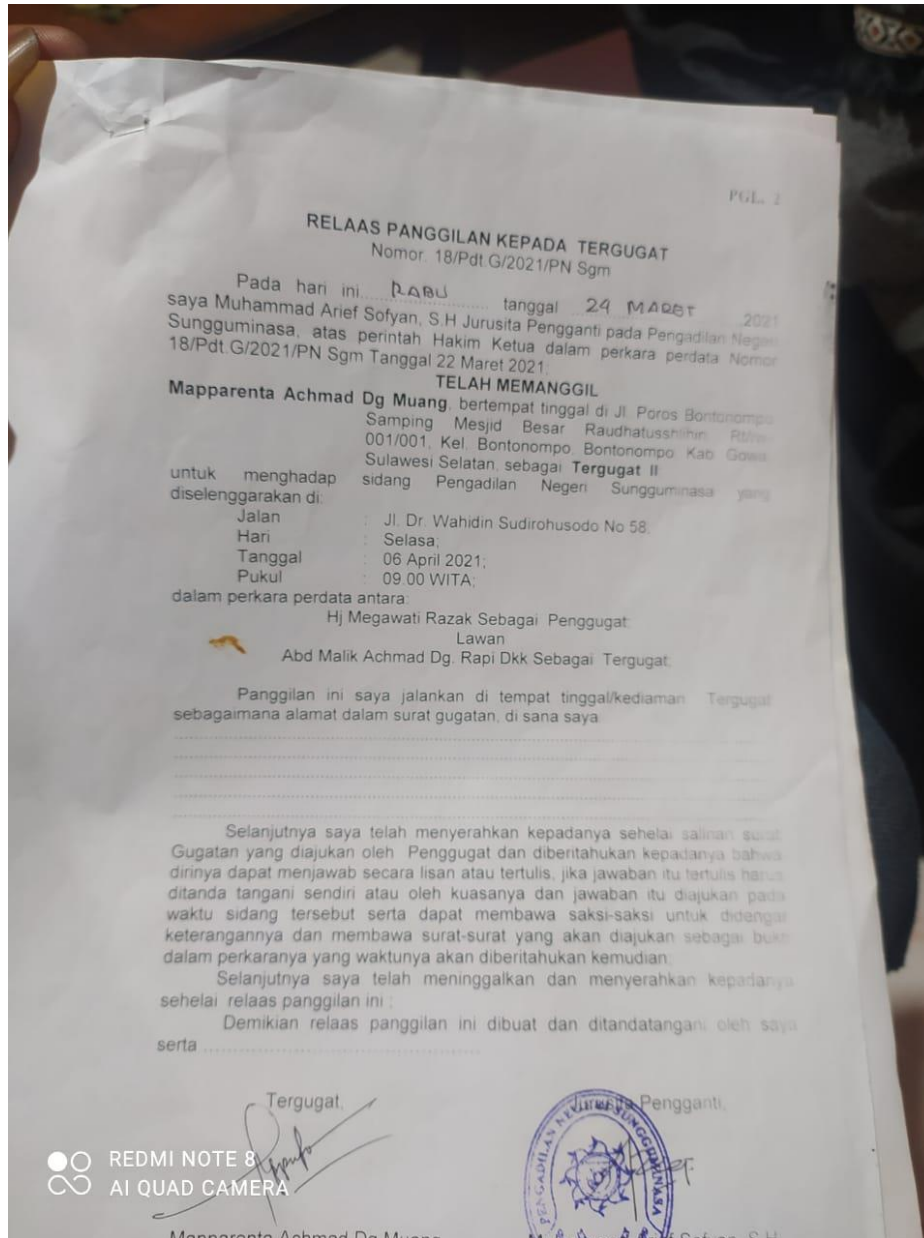 PGL. 2
RELAAS PANGGILAN KEPADA TERGUGAT
Nomor. 18/Pdt.G/2021/PN Sgm
Pada hari ini RABU tanggal 24 MARET 2021
saya Muhammad Arief Sofyan, S.H Jurusita Pengganti pada Pengadilan Negeri
Sungguminasa, atas perintah Hakim Ketua dalam perkara perdata Nomor
18/Pdt.G/2021/PN Sgm Tanggal 22 Maret 2021;
TELAH MEMANGGIL
Mapparenta Achmad Dg Muang, bertempat tinggal di Jl. Poros Bontonompo
Samping Mesjid Besar
001/001, Kel. Bontonompo, Bontonompo Kab Gowa
Sulawesi Selatan, sebagai Tergugat II
untuk menghadap sidang Pengadilan Negeri Sungguminasa yang
diselenggarakan di:
Jalan : Jl. Dr. Wahidin Sudirohusodo No 58;
Hari : Selasa;
Tanggal : 06 April 2021;
Pukul : 09.00 WITA;
dalam perkara perdata antara:
Hj Megawati Razak Sebagai Penggugat
Lawan
Abd Malik Achmad Dg. Rapi Dkk Sebagai Tergugat;
Panggilan ini saya jalankan di tempat tinggal/kediaman Tergugat
sebagaimana alamat dalam surat gugatan, di sana saya
Selanjutnya saya telah menyerahkan kepadanya sehelai salinan surat
Gugatan yang diajukan oleh Penggugat dan diberitahukan kepadanya bahwa
dirinya dapat menjawab secara lisan atau tertulis, jika jawaban itu tertulis harus
ditanda tangani sendiri atau oleh kuasanya dan jawaban itu diajukan pada
waktu sidang tersebut serta dapat membawa saksi-saksi untuk didengar
keterangannya dan membawa surat-surat yang akan diajukan sebagai bukti
dalam perkaranya yang waktunya akan diberitahukan kemudian.
Selanjutnya saya telah meninggalkan dan menyerahkan kepadanya
sehelai relaas panggilan ini ;
Demikian relaas panggilan ini dibuat dan ditandatangani oleh saya
serta
Tergugat, Jurusita Pengganti,
PENGADILAN NEGERI SUNGGUMINASA
Mapparenta Achmad Dg Muang Sofyan, S.H
REDMI NOTE 8
AI QUAD CAMERA